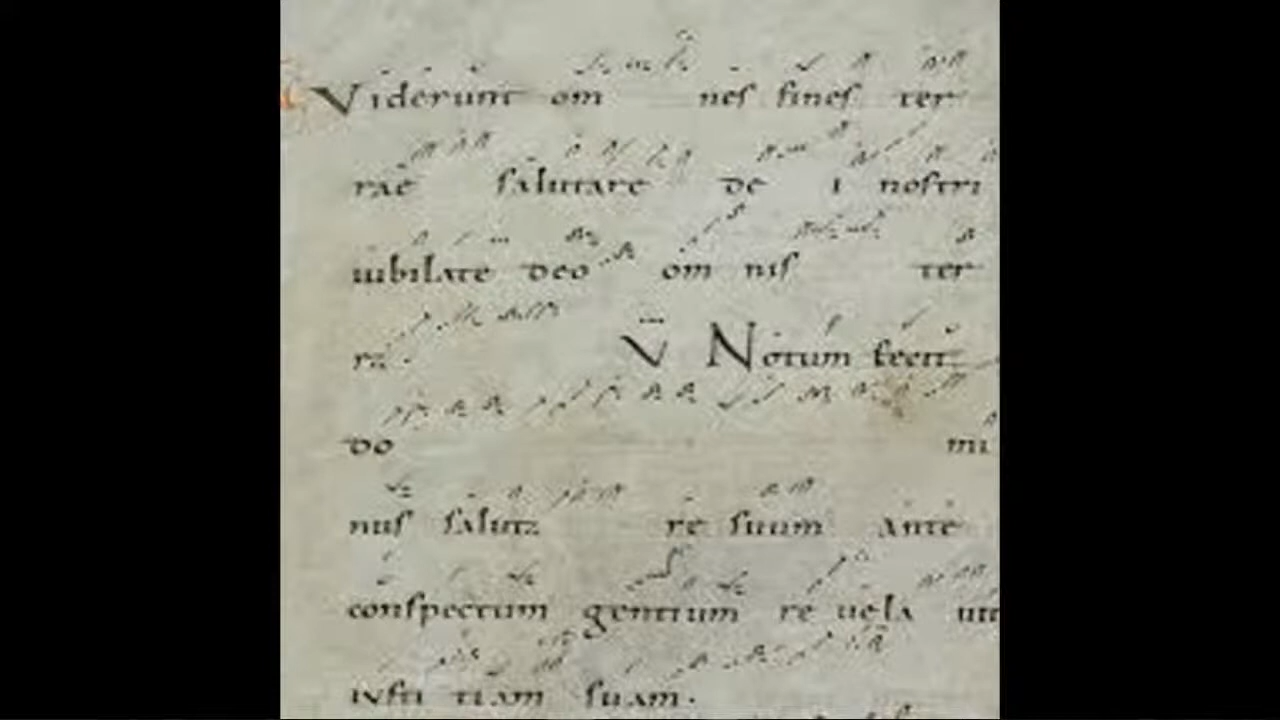 Viderunt om nes fines ter
rae salutare de i nostri
iubilate deo om nis ter
ra. V Notum fecit
do mi
nus saluta re suum ante
conspectum gentium re uela uit
iusti tiam suam.